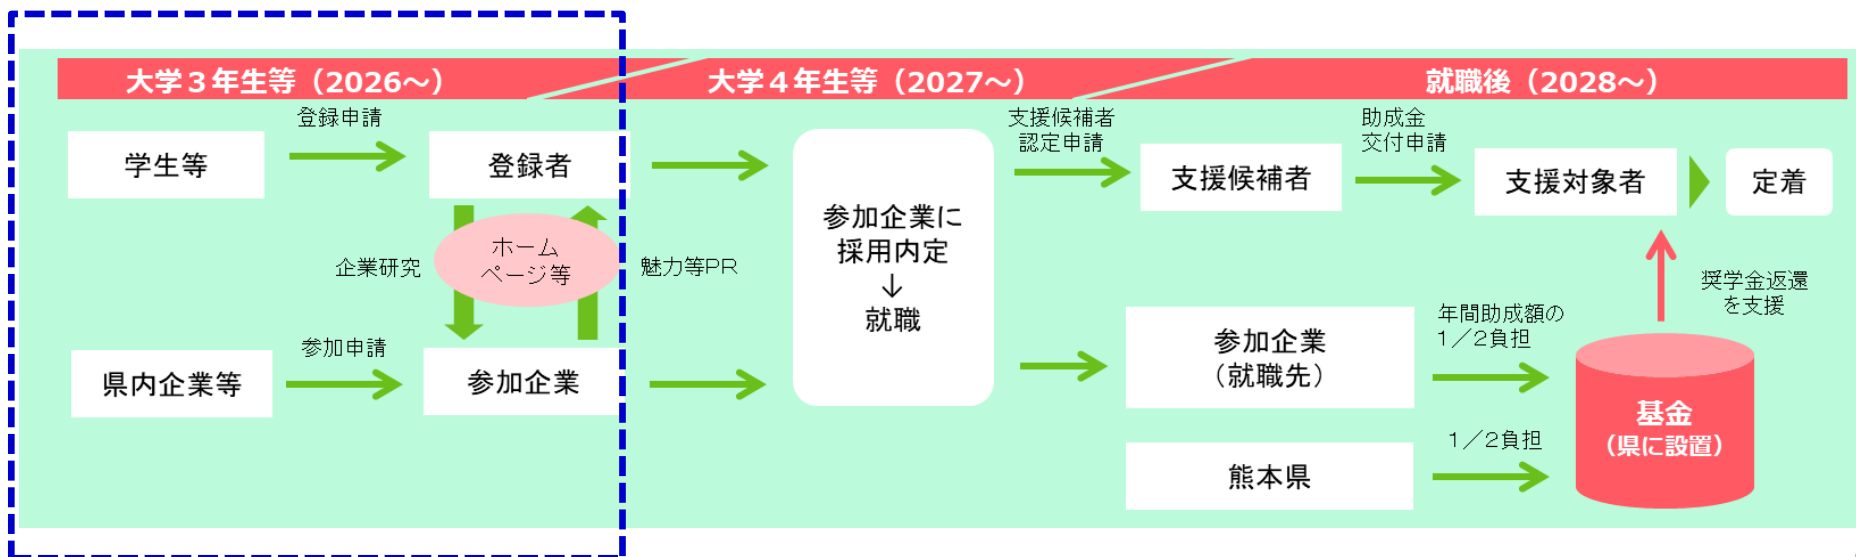 大学３年生等（2026～）
大学４年生等（2027～）
就職後（2028～）
登録申請
学生等
登録者
企業研究
ホーム
ページ等
魅力等PR
参加申請
県内企業等
参加企業
参加企業に
採用内定
↓
就職
支援候補者
認定申請
支援候補者
助成金
交付申請
支援対象者
定着
参加企業
（就職先）
年間助成額の
１／２負担
熊本県
１／２負担
基金
（県に設置）
奨学金返還
を支援